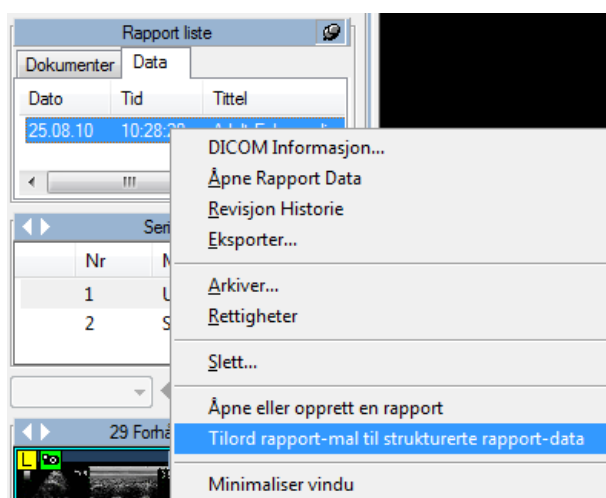 Rapport liste
Dokumenter Data
Dato Tid Tittel
25.08.10
DICOM Informasjon...
Åpne Rapport Data
Revisjon Historie
Eksporter...
Nr
1
2
Arkiver...
Rettigheter
Slett...
Åpne eller opprett en rapport
29
Tilord rapport-mal til strukturerte rapport-data
L
Minimaliser vindu